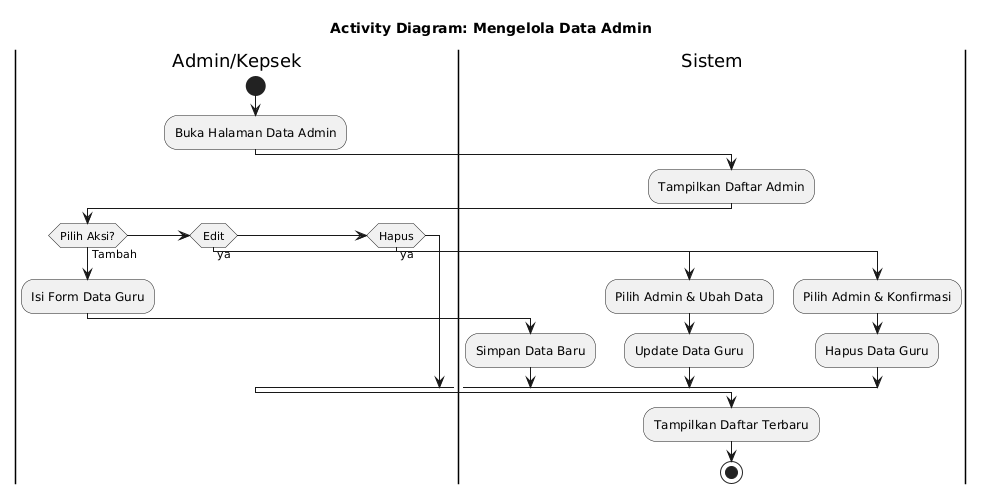 Activity Diagram: Mengelola Data Admin
Admin/Kepsek
Sistem
Buka Halaman Data Admin
Tampilkan Daftar Admin
Pilih Aksi?
Edit
Hapus
Tambah
ya
ya
Isi Form Data Guru
Pilih Admin & Ubah Data
Pilih Admin & Konfirmasi
Simpan Data Baru
Update Data Guru
Hapus Data Guru
Tampilkan Daftar Terbaru